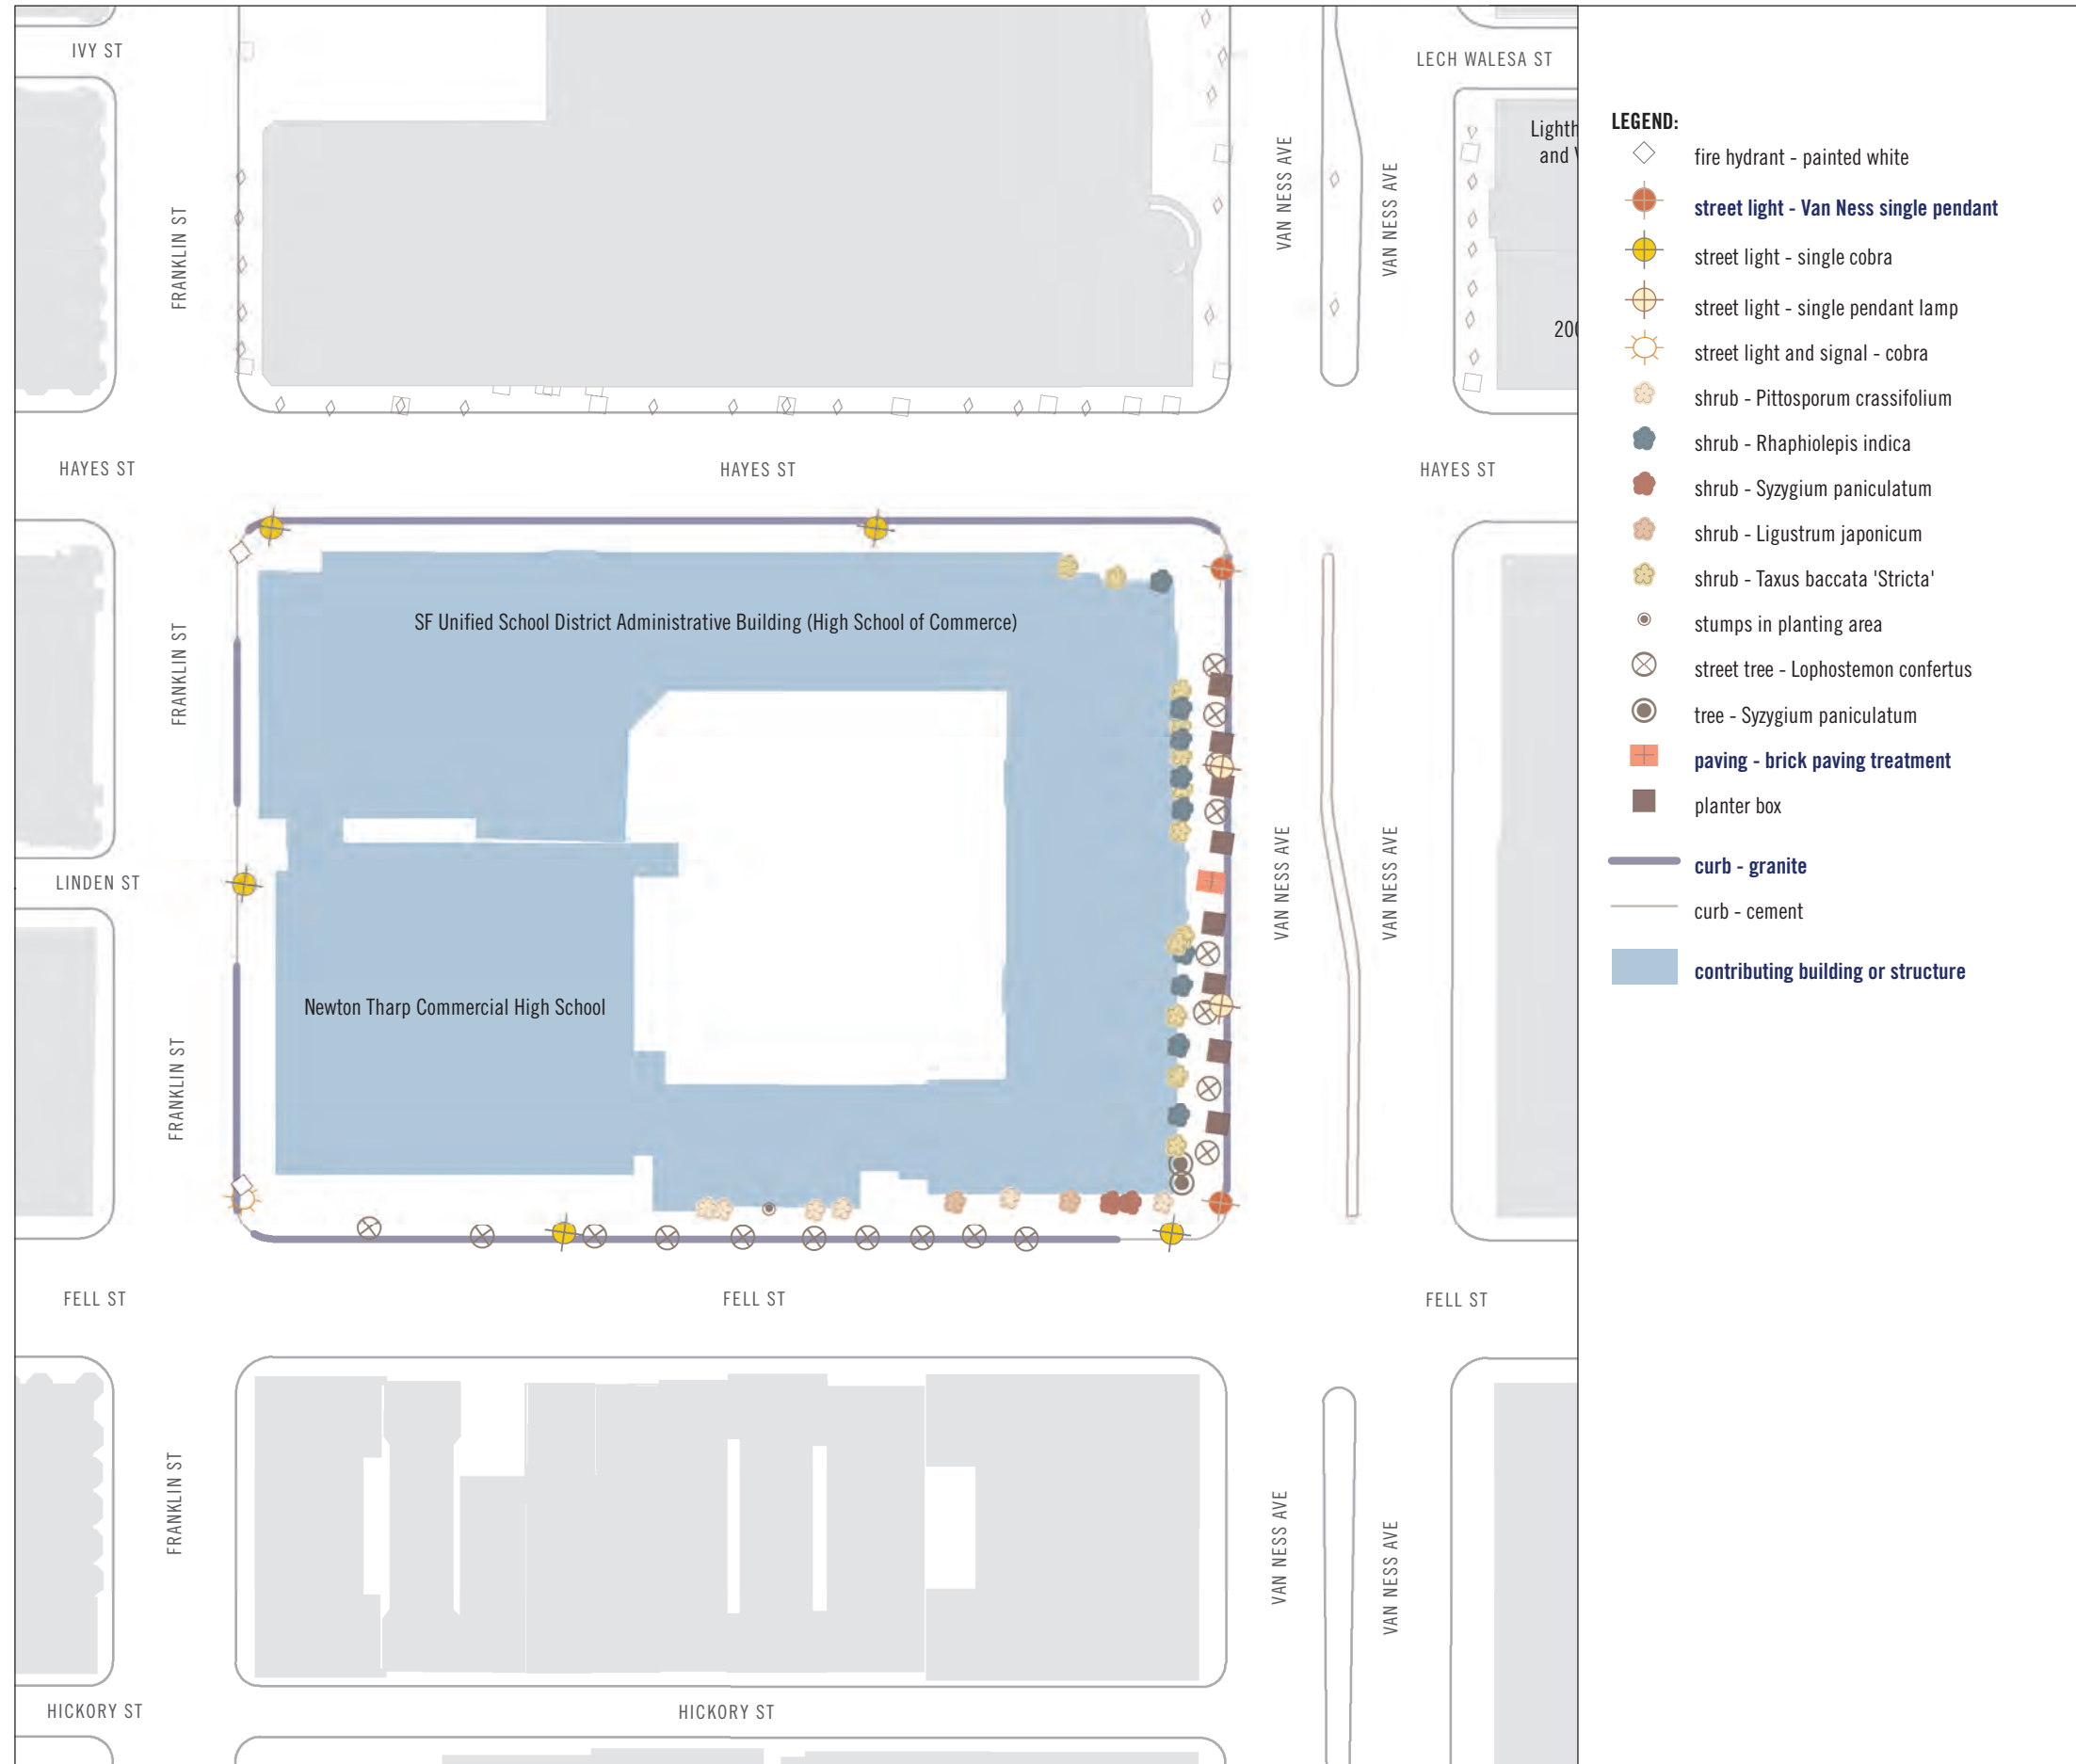 IVY ST
LECH WALESA ST
FRANKLIN ST
VAN NESS AVE
VAN NESS AVE
Lighth
and
200
HAYES ST
HAYES ST
HAYES ST
SF Unified School District Administrative Building (High School of Commerce)
FRANKLIN ST
LINDEN ST
VAN NESS AVE
VAN NESS AVE
Newton Tharp Commercial High School
FRANKLIN ST
FELL ST
FELL ST
FELL ST
FRANKLIN ST
VAN NESS AVE
VAN NESS AVE
HICKORY ST
HICKORY ST
LEGEND:
fire hydrant - painted white
street light - Van Ness single pendant
street light - single cobra
street light - single pendant lamp
street light and signal - cobra
shrub - Pittosporum crassifolium
shrub - Rhaphiolepis indica
shrub - Syzygium paniculatum
shrub - Ligustrum japonicum
shrub - Taxus baccata 'Stricta'
stumps in planting area
street tree - Lophostemon confertus
tree - Syzygium paniculatum
paving - brick paving treatment
planter box
curb - granite
curb - cement
contributing building or structure